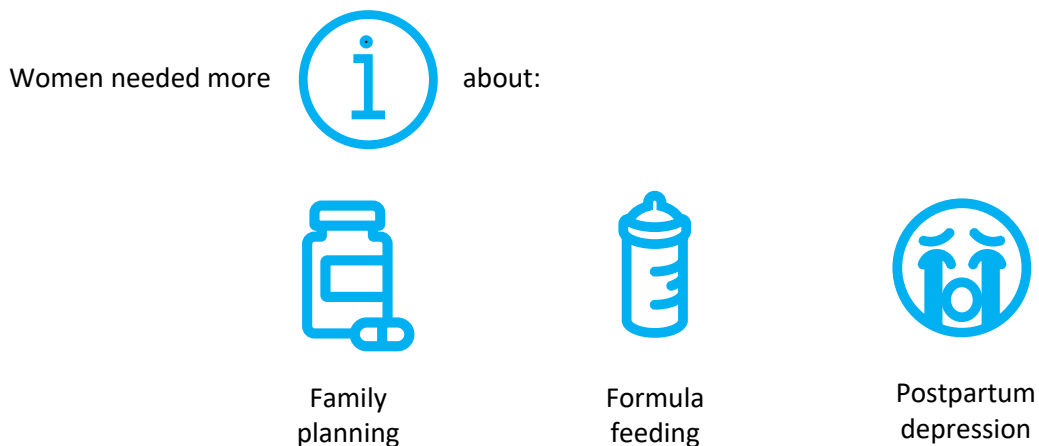 Women needed more i about:
Family
planning
Formula
feeding
Postpartum
depression